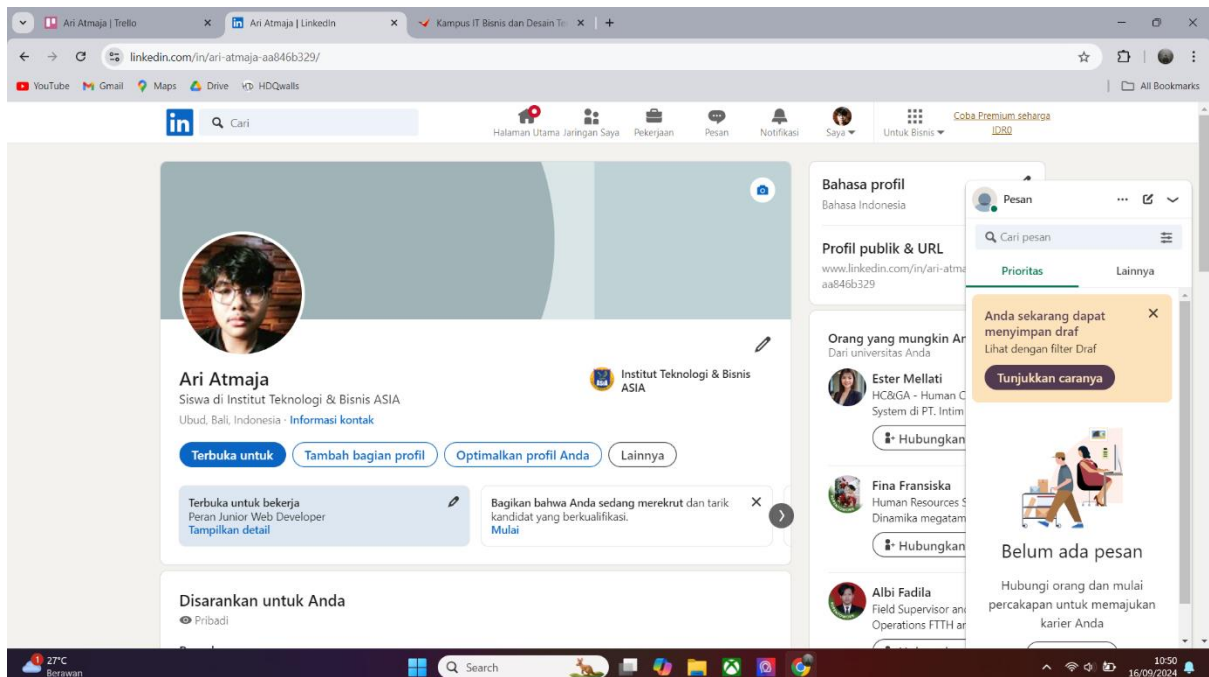 Ari Atmaja | Trello
Ari Atmaja | LinkedIn
Kampus IT Bisnis dan Desain Te
linkedin.com/in/ari-atmaja-aa846b329/
YouTube
Gmail
Maps
Drive
HDQwalls
All Bookmarks
in
Cari
Halaman Utama
Jaringan Saya
Pekerjaan
Pesan
Notifikasi
Saya
Untuk Bisnis
Coba Premium seharga
IDR0
Ari Atmaja
Siswa di Institut Teknologi & Bisnis ASIA
Ubud, Bali, Indonesia · Informasi kontak
Institut Teknologi & Bisnis
ASIA
Terbuka untuk
Tambah bagian profil
Optimalkan profil Anda
Lainnya
Terbuka untuk bekerja
Peran Junior Web Developer
Tampilkan detail
Bagikan bahwa Anda sedang merekrut dan tarik
kandidat yang berkualifikasi.
Mulai
Disarankan untuk Anda
Pribadi
Bahasa profil
Bahasa Indonesia
Profil publik & URL
www.linkedin.com/in/ari-atma
aa846b329
Orang yang mungkin An
Dari universitas Anda
Ester Mellati
HC&GA - Human C
System di PT. Intim
Hubungkan
Fina Fransiska
Human Resources S
Dinamika megatam
Hubungkan
Albi Fadila
Field Supervisor and
Operations FTTH ar
Pesan
Cari pesan
Prioritas
Lainnya
Anda sekarang dapat
menyimpan draf
Lihat dengan filter Draf
Tunjukkan caranya
Belum ada pesan
Hubungi orang dan mulai
percakapan untuk memajukan
karier Anda
1
27°C
Berawan
Search
10:50
16/09/2024